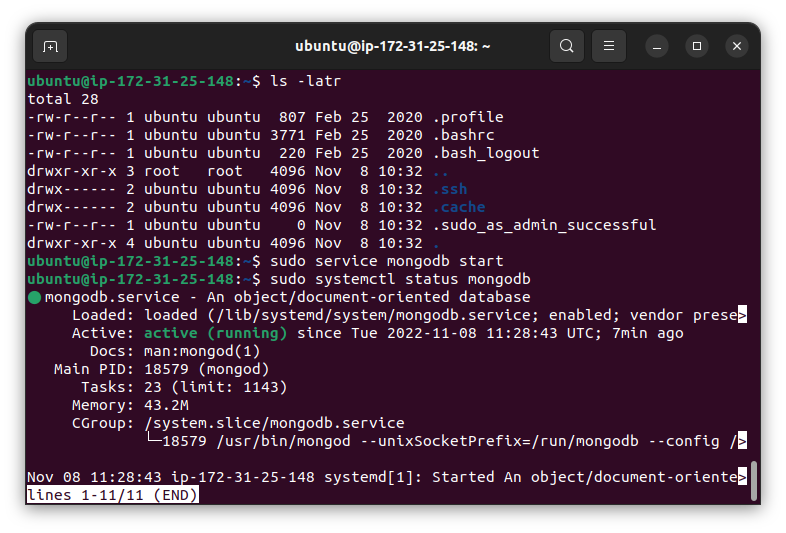 ubuntu@ip-172-31-25-148: ~
ubuntu@ip-172-31-25-148:~$ ls -latr
total 28
-rw-r--r-- 1 ubuntu ubuntu  807 Feb 25  2020 .profile
-rw-r--r-- 1 ubuntu ubuntu 3771 Feb 25  2020 .bashrc
-rw-r--r-- 1 ubuntu ubuntu  220 Feb 25  2020 .bash_logout
drwxr-xr-x 3 root   root   4096 Nov  8 10:32 ..
drwx------ 2 ubuntu ubuntu 4096 Nov  8 10:32 .ssh
drwx------ 2 ubuntu ubuntu 4096 Nov  8 10:32 .cache
-rw-r--r-- 1 ubuntu ubuntu    0 Nov  8 10:32 .sudo_as_admin_successful
drwxr-xr-x 4 ubuntu ubuntu 4096 Nov  8 10:32 .
ubuntu@ip-172-31-25-148:~$ sudo service mongodb start
ubuntu@ip-172-31-25-148:~$ sudo systemctl status mongodb
● mongodb.service - An object/document-oriented database
     Loaded: loaded (/lib/systemd/system/mongodb.service; enabled; vendor prese>
     Active: active (running) since Tue 2022-11-08 11:28:43 UTC; 7min ago
       Docs: man:mongod(1)
   Main PID: 18579 (mongod)
      Tasks: 23 (limit: 1143)
     Memory: 43.2M
     CGroup: /system.slice/mongodb.service
             └─18579 /usr/bin/mongod --unixSocketPrefix=/run/mongodb --config />
Nov 08 11:28:43 ip-172-31-25-148 systemd[1]: Started An object/document-oriente>
lines 1-11/11 (END)